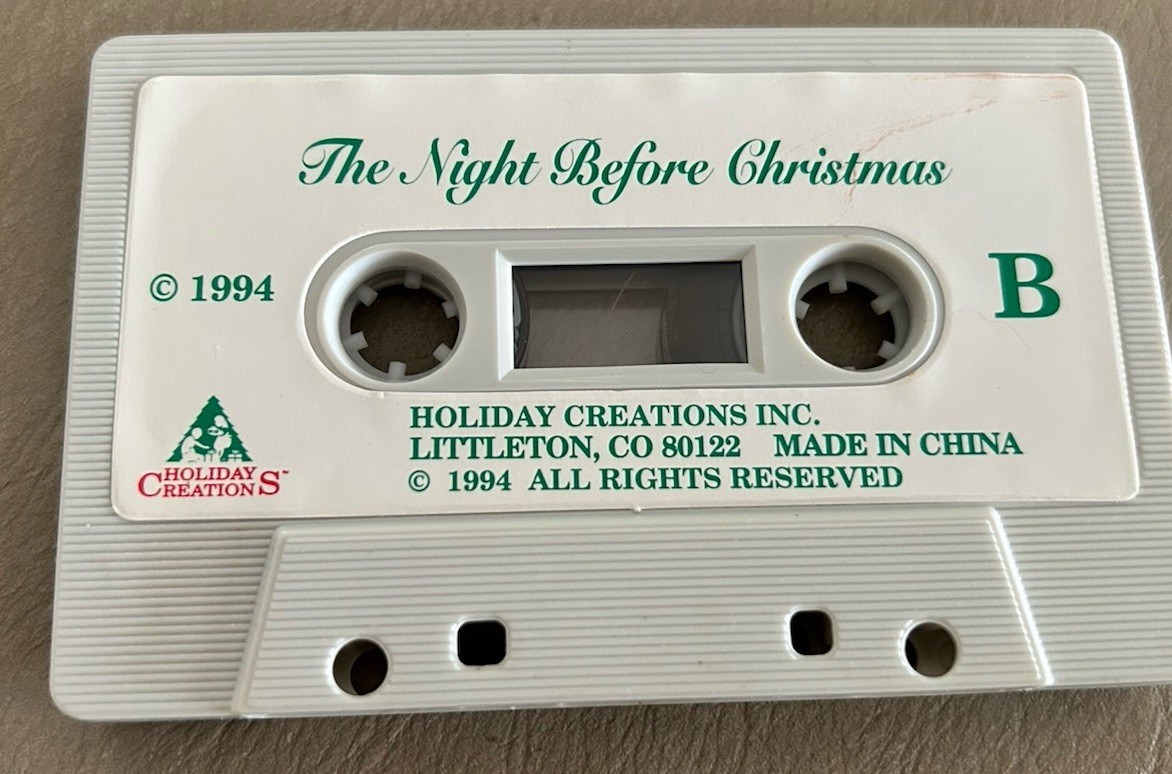 The Night Before Christmas
© 1994
B
HOLIDAY CREATIONS INC.
LITTLETON, CO 80122 MADE IN CHINA
© 1994 ALL RIGHTS RESERVED
HOLIDAY
CREATIONS™